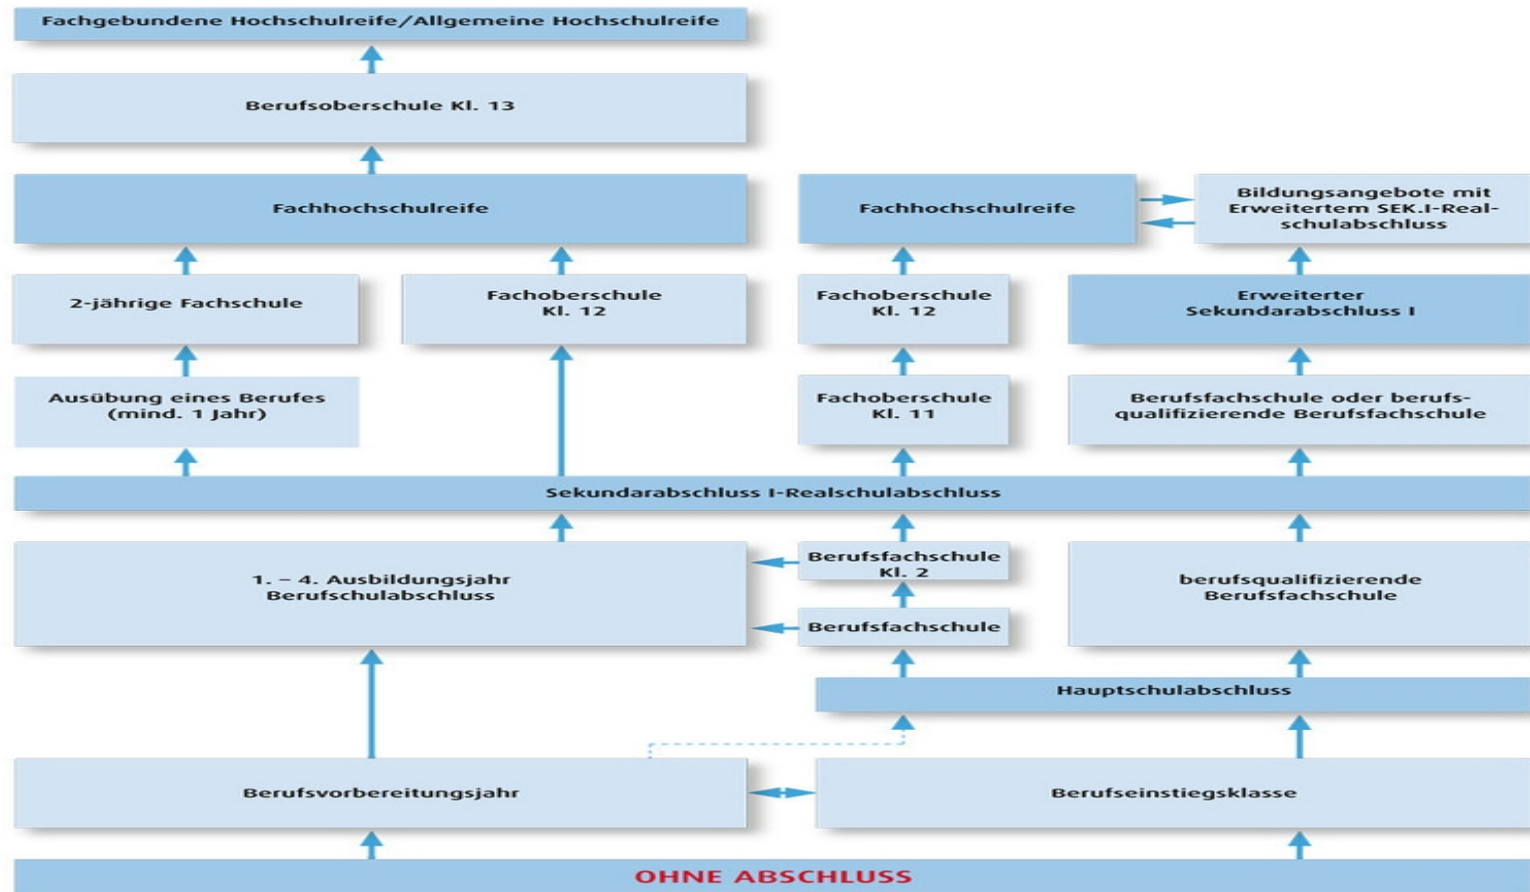 Fachgebundene Hochschulreife/Allgemeine Hochschulreife
Berufsoberschule Kl. 13
Fachhochschulreife
Fachhochschulreife
Bildungsangebote mit
Erweitertem SEK.I-Real-
schulabschluss
2-jährige Fachschule
Fachoberschule
Kl. 12
Fachoberschule
Kl. 12
Erweiterter
Sekundarabschluss I
Ausübung eines Berufes
(mind. 1 Jahr)
Fachoberschule
Kl. 11
Berufsfachschule oder berufs-
qualifizierende Berufsfachschule
Sekundarabschluss I-Realschulabschluss
1. – 4. Ausbildungsjahr
Berufschulabschluss
Berufsfachschule
Kl. 2
Berufsfachschule
berufsqualifizierende
Berufsfachschule
Hauptschulabschluss
Berufsvorbereitungsjahr
Berufseinstiegsklasse
OHNE ABSCHLUSS